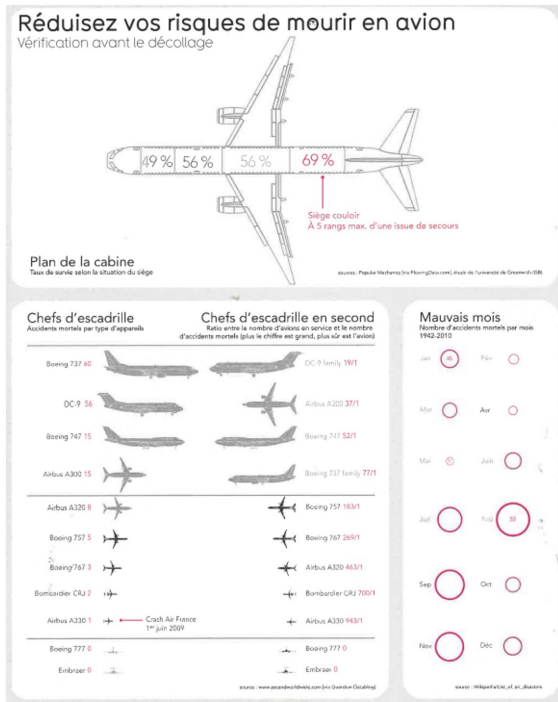 Réduisez vos risques de mourir en avion
Vérification avant le décollage
49 % 56 % 56 % 69 %
Siège couloir
À 5 rangs max. d'une issue de secours
Plan de la cabine
Taux de survie selon la situation du siège
Chefs d'escadrille
Accidents mortels par type d'appareils
Boeing 737 60
DC-9 56
Boeing 747 15
Airbus A300 15
Airbus A320 8
Boeing 757 5
Boeing 767 3
Bombardier CRJ 2
Airbus A330 1
Crash Air France
1er juin 2009
Boeing 777 0
Embraer 0
Chefs d'escadrille en second
Ratio entre le nombre d'avions en service et le nombre
d'accidents mortels (plus le chiffre est grand, plus sûr est l'avion)
DC-9 family 19/1
Airbus A300 37/1
Boeing 747 52/1
Boeing 737 family 77/1
Boeing 757 183/1
Boeing 767 269/1
Airbus A320 463/1
Bombardier CRJ 700/1
Airbus A330 943/1
Boeing 777 0
Embraer 0
Mauvais mois
Nombre d'accidents mortels par mois
1942-2010
Jan Fév
Mar Avr
Mai Juin
Juil Aoû
Sep Oct
Nov Déc